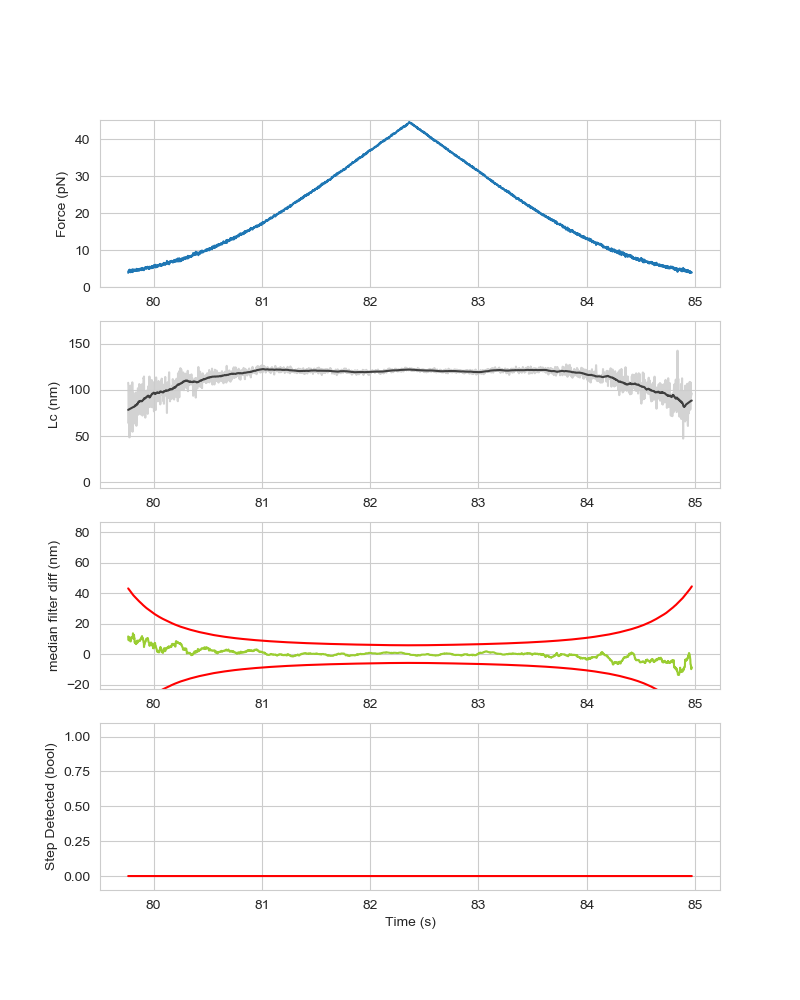 40
30
20
10
0
Force (pN)
80 81 82 83 84 85
150
100
50
0
Lc (nm)
80 81 82 83 84 85
80
60
40
20
0
−20
median filter diff (nm)
80 81 82 83 84 85
1.00
0.75
0.50
0.25
0.00
Step Detected (bool)
80 81 82 83 84 85
Time (s)